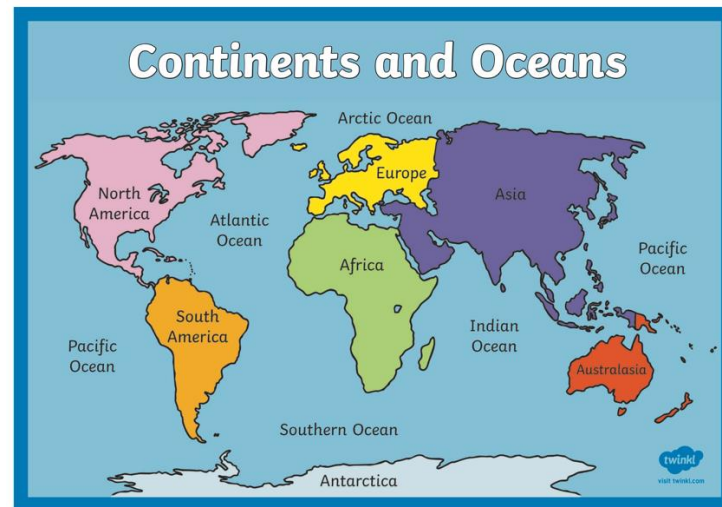 Continents and Oceans
Arctic Ocean
North
America
Europe
Asia
Atlantic
Ocean
Pacific
Ocean
Africa
South
America
Indian
Ocean
Pacific
Ocean
Australasia
Southern Ocean
Antarctica
twinkl
visit twinkl.com